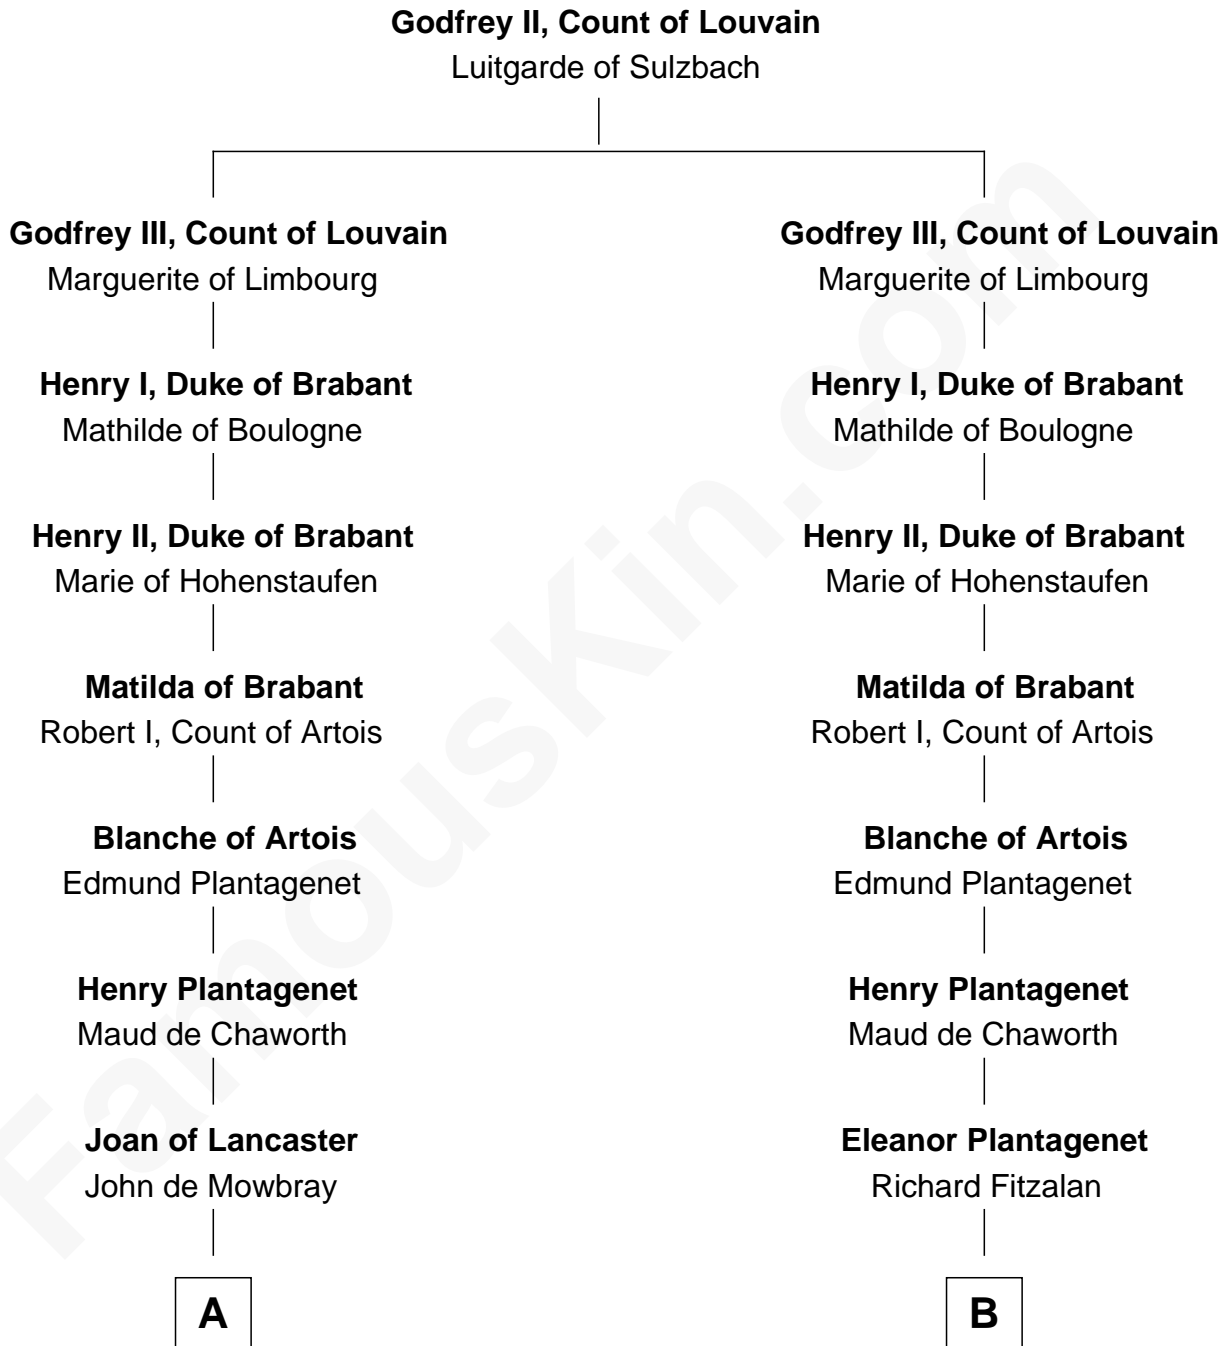 Godfrey II, Count of Louvain
Luitgarde of Sulzbach
Godfrey III, Count of Louvain
Marguerite of Limbourg
Henry I, Duke of Brabant
Mathilde of Boulogne
Henry II, Duke of Brabant
Marie of Hohenstaufen
Matilda of Brabant
Robert I, Count of Artois
Blanche of Artois
Edmund Plantagenet
Henry Plantagenet
Maud de Chaworth
Joan of Lancaster
John de Mowbray
A
Godfrey III, Count of Louvain
Marguerite of Limbourg
Henry I, Duke of Brabant
Mathilde of Boulogne
Henry II, Duke of Brabant
Marie of Hohenstaufen
Matilda of Brabant
Robert I, Count of Artois
Blanche of Artois
Edmund Plantagenet
Henry Plantagenet
Maud de Chaworth
Eleanor Plantagenet
Richard Fitzalan
B
FamousKin.com